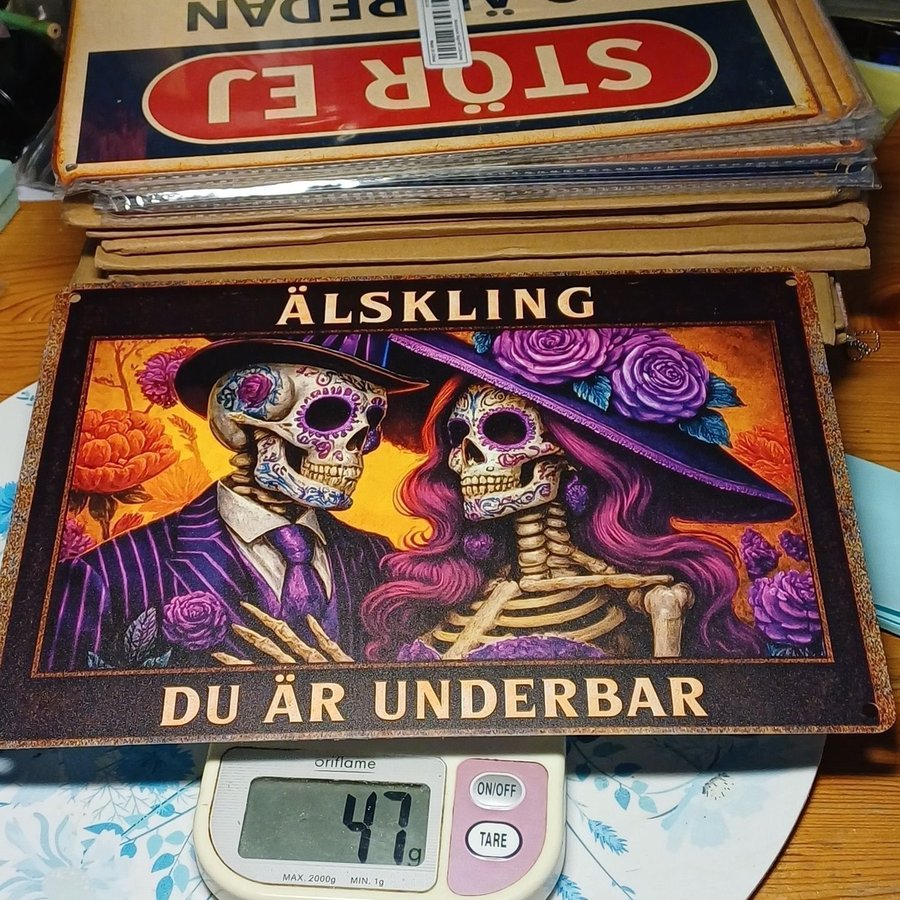 STÖR EJ
ÄLSKLING
DU ÄR UNDERBAR
oriflame
47g
ON/OFF
TARE
MAX. 2000g MIN. 1g